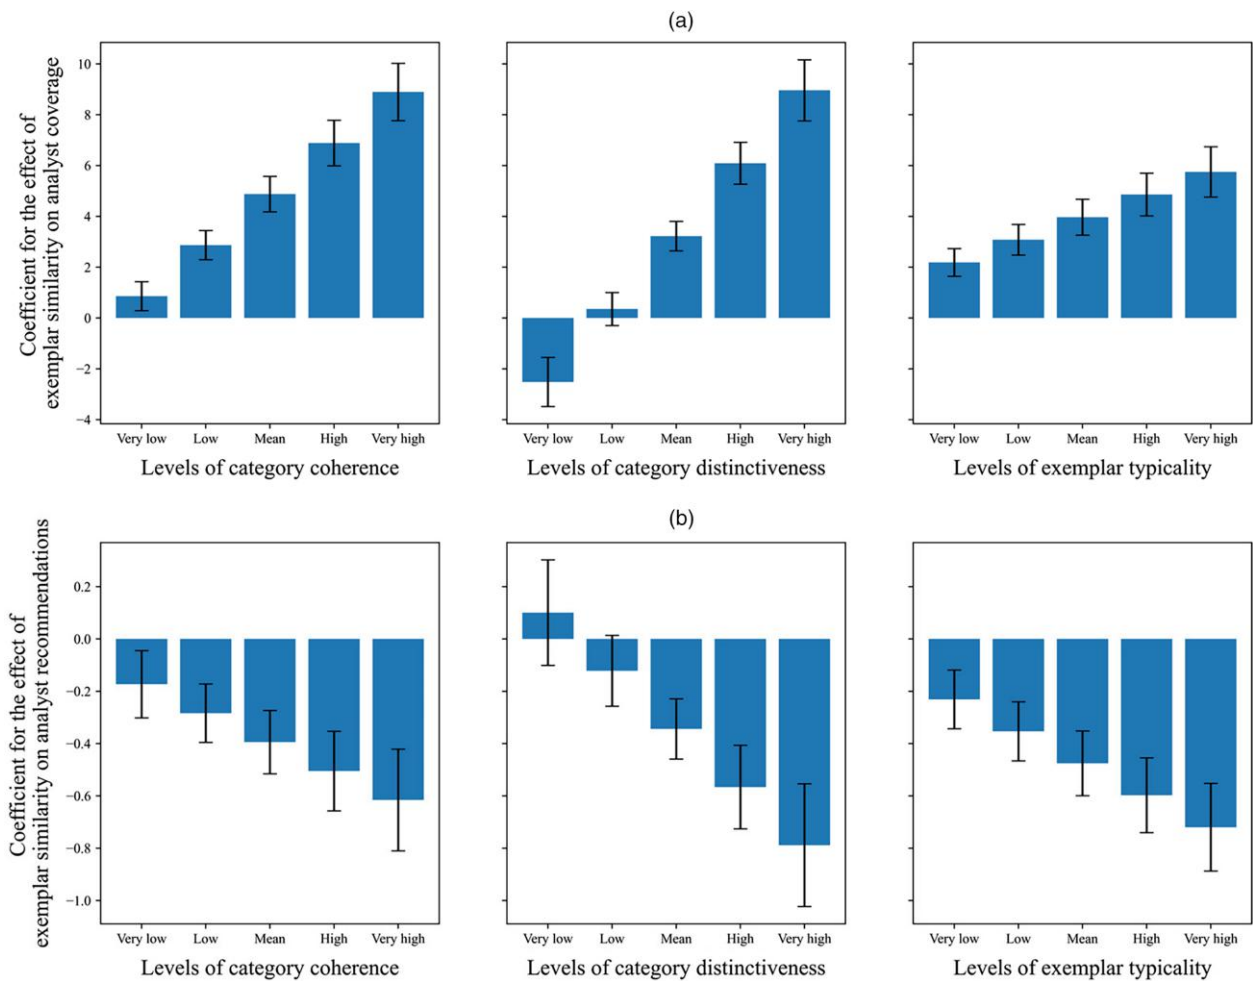 (a)
Coefficient for the effect of
exemplar similarity on analyst coverage
10
8
6
4
2
0
−2
−4
Very low Low Mean High Very high
Levels of category coherence
Very low Low Mean High Very high
Levels of category distinctiveness
Very low Low Mean High Very high
Levels of exemplar typicality
(b)
Coefficient for the effect of
exemplar similarity on analyst recommendations
0.2
0.0
−0.2
−0.4
−0.6
−0.8
−1.0
Very low Low Mean High Very high
Levels of category coherence
Very low Low Mean High Very high
Levels of category distinctiveness
Very low Low Mean High Very high
Levels of exemplar typicality